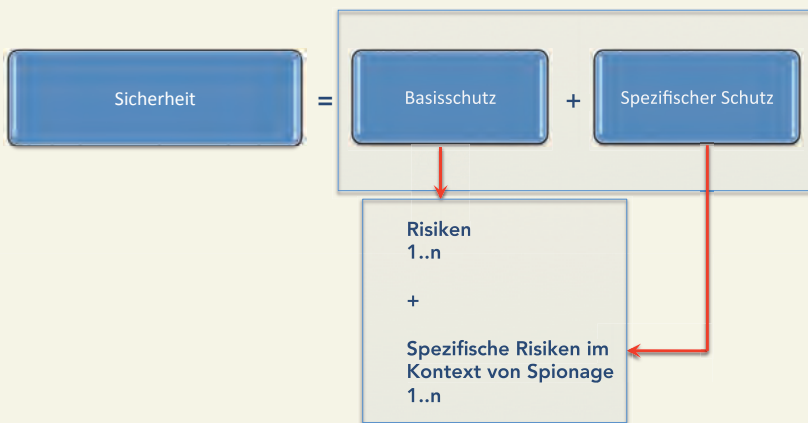 Sicherheit = Basisschutz + Spezifischer Schutz
Risiken
1..n
+
Spezifische Risiken im
Kontext von Spionage
1..n